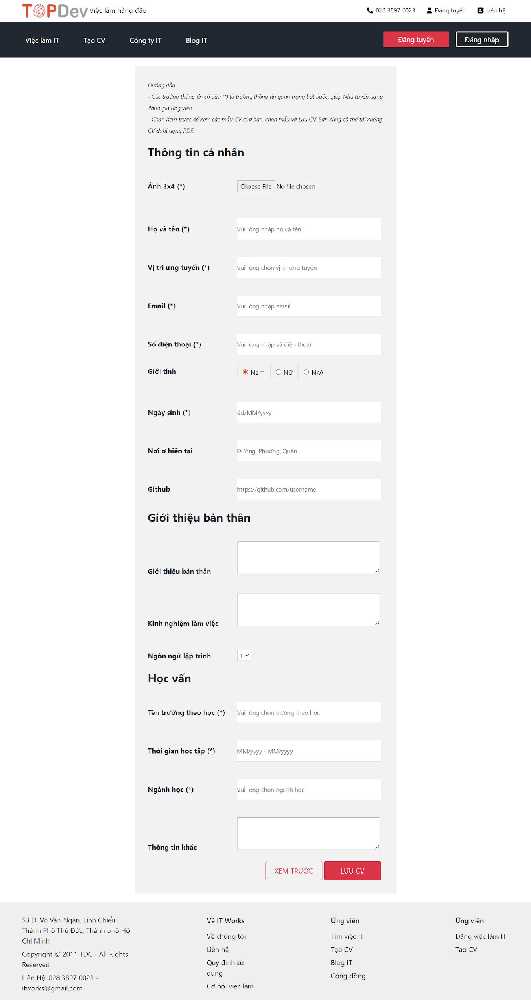 TOPDev Việc làm hàng đầu
028 3897 0023 Đăng tuyến Liên hệ
Việc làm IT Tạo CV Công ty IT Blog IT Đăng tuyển Đăng nhập
Hướng dẫn
- Các trường thông tin có dấu (*) là trường thông tin quan trọng bắt buộc, giúp Nhà tuyển dụng
đánh giá ứng viên.
- Chọn Xem trước để xem các mẫu CV của bạn, chọn Mẫu và Lưu CV. Bạn cũng có thể tải xuống
CV dưới dạng PDF.
Thông tin cá nhân
Ảnh 3x4 (*) Choose File No file chosen
Họ và tên (*) Vui lòng nhập họ và tên
Vị trí ứng tuyển (*) Vui lòng chọn vị trí ứng tuyến
Email (*) Vui lòng nhập email
Số điện thoại (*) Vui lòng nhập số điện thoại
Giới tính Nam Nữ N/A
Ngày sinh (*) dd/MM/yyyy
Nơi ở hiện tại Đường, Phường, Quận
Github https://github.com/username
Giới thiệu bản thân
Giới thiệu bản thân
Kinh nghiệm làm việc
Ngôn ngữ lập trình 1
Học vấn
Tên trường theo học (*) Vui lòng chọn trường theo học
Thời gian học tập (*) MM/yyyy - MM/yyyy
Ngành học (*) Vui lòng chọn ngành học
Thông tin khác
XEM TRƯỚC LƯU CV
53 Đ. Võ Văn Ngân, Linh Chiểu,
Thành Phố Thủ Đức, Thành phố Hồ
Chí Minh
Copyright © 2011 TDC - All Rights
Reserved
Liên Hệ: 028 3897 0023 -
itworks@gmail.com
Về IT Works
Về chúng tôi
Liên hệ
Quy định sử
dụng
Cơ hội việc làm
Ứng viên
Tìm việc IT
Tạo CV
Blog IT
Cộng đồng
Ứng viên
Đăng việc làm IT
Tạo CV